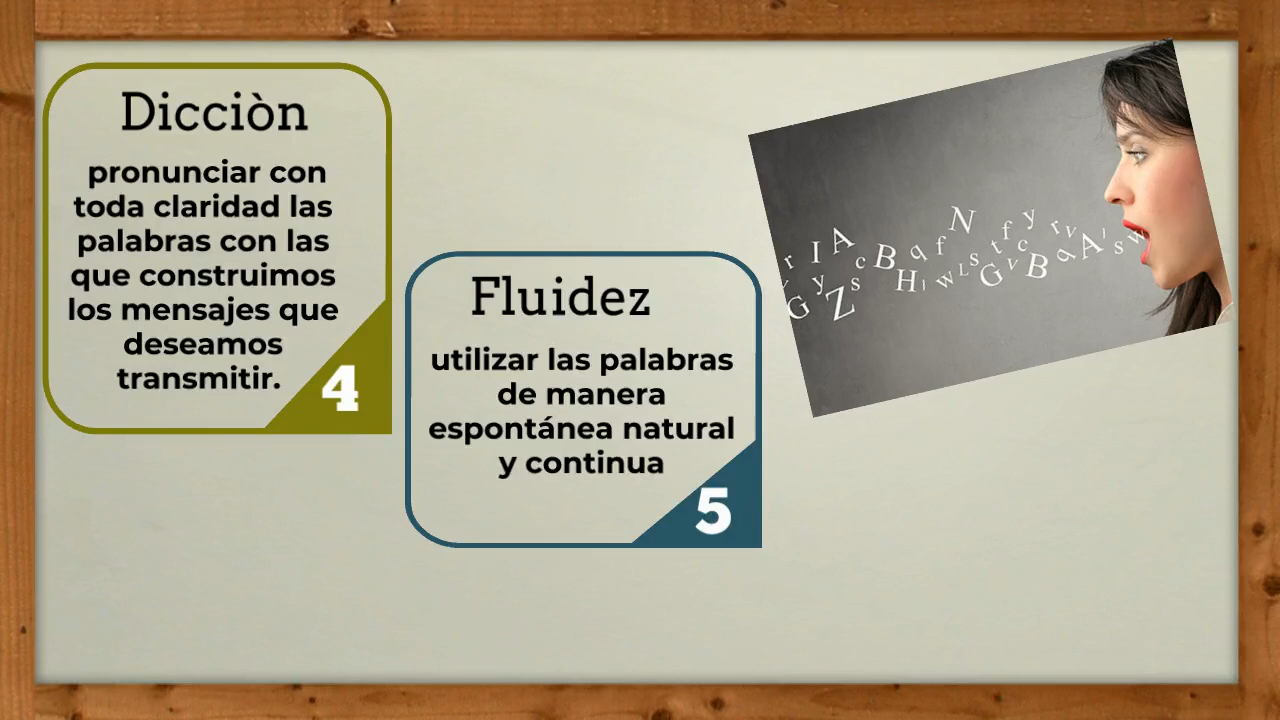 Dicciòn
pronunciar con
toda claridad las
palabras con las
que construimos
los mensajes que
deseamos
transmitir.
4
Fluidez
utilizar las palabras
de manera
espontánea natural
y continua
5